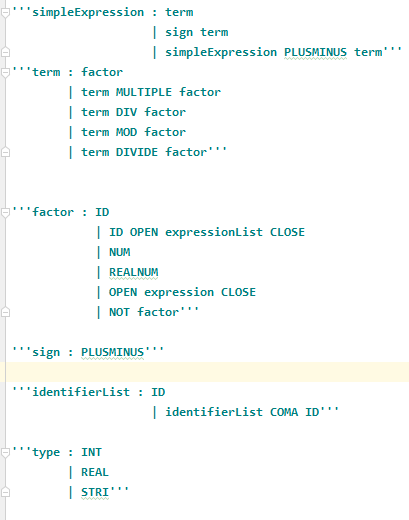 '''simpleExpression : term
| sign term
| simpleExpression PLUSMINUS term'''
'''term : factor
| term MULTIPLE factor
| term DIV factor
| term MOD factor
| term DIVIDE factor'''
'''factor : ID
| ID OPEN expressionList CLOSE
| NUM
| REALNUM
| OPEN expression CLOSE
| NOT factor'''
'''sign : PLUSMINUS'''
'''identifierList : ID
| identifierList COMA ID'''
'''type : INT
| REAL
| STRI'''